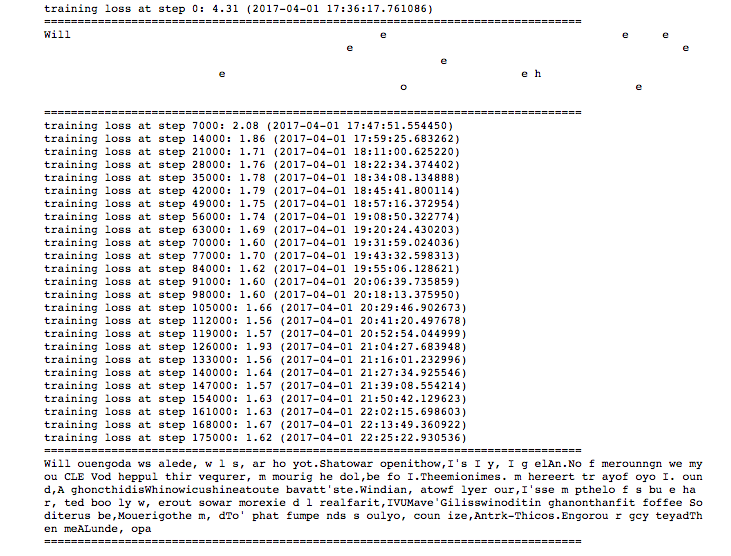 training loss at step 0: 4.31 (2017-04-01 17:36:17.761086)
================================================================================
Will e e e
e e
e
e e h
o e
================================================================================
training loss at step 7000: 2.08 (2017-04-01 17:47:51.554450)
training loss at step 14000: 1.86 (2017-04-01 17:59:25.683262)
training loss at step 21000: 1.71 (2017-04-01 18:11:00.625220)
training loss at step 28000: 1.76 (2017-04-01 18:22:34.374402)
training loss at step 35000: 1.78 (2017-04-01 18:34:08.134888)
training loss at step 42000: 1.79 (2017-04-01 18:45:41.800114)
training loss at step 49000: 1.75 (2017-04-01 18:57:16.372954)
training loss at step 56000: 1.74 (2017-04-01 19:08:50.322774)
training loss at step 63000: 1.69 (2017-04-01 19:20:24.430203)
training loss at step 70000: 1.60 (2017-04-01 19:31:59.024036)
training loss at step 77000: 1.70 (2017-04-01 19:43:32.598313)
training loss at step 84000: 1.62 (2017-04-01 19:55:06.128621)
training loss at step 91000: 1.60 (2017-04-01 20:06:39.735859)
training loss at step 98000: 1.60 (2017-04-01 20:18:13.375950)
training loss at step 105000: 1.66 (2017-04-01 20:29:46.902673)
training loss at step 112000: 1.56 (2017-04-01 20:41:20.497678)
training loss at step 119000: 1.57 (2017-04-01 20:52:54.044999)
training loss at step 126000: 1.93 (2017-04-01 21:04:27.683948)
training loss at step 133000: 1.56 (2017-04-01 21:16:01.232996)
training loss at step 140000: 1.64 (2017-04-01 21:27:34.925546)
training loss at step 147000: 1.57 (2017-04-01 21:39:08.554214)
training loss at step 154000: 1.63 (2017-04-01 21:50:42.129623)
training loss at step 161000: 1.63 (2017-04-01 22:02:15.698603)
training loss at step 168000: 1.67 (2017-04-01 22:13:49.360922)
training loss at step 175000: 1.62 (2017-04-01 22:25:22.930536)
================================================================================
Will ouengoda ws alede, w l s, ar ho yot.Shatowar openithow,I's I y, I g elAn.No f merounngn we my
ou CLE Vod heppul thir vequrer, m mourig he dol,be fo I.Theemionimes. m hereert tr ayof oyo I. oun
d,A ghoncthidisWhinowicushineatoute bavatt'ste.Windian, atowf lyer our,I'sse m pthelo f s bu e ha
r, ted boo ly w, erout sowar morexie d l realfarit,IVUMave'Gilisswinoditin ghanonthanfit foffee So
diterus be,Mouerigothe m, dTo' phat fumpe nds s oulyo, coun ize,Antrk-Thicos.Engorou r gcy teyadTh
en meALunde, opa
================================================================================